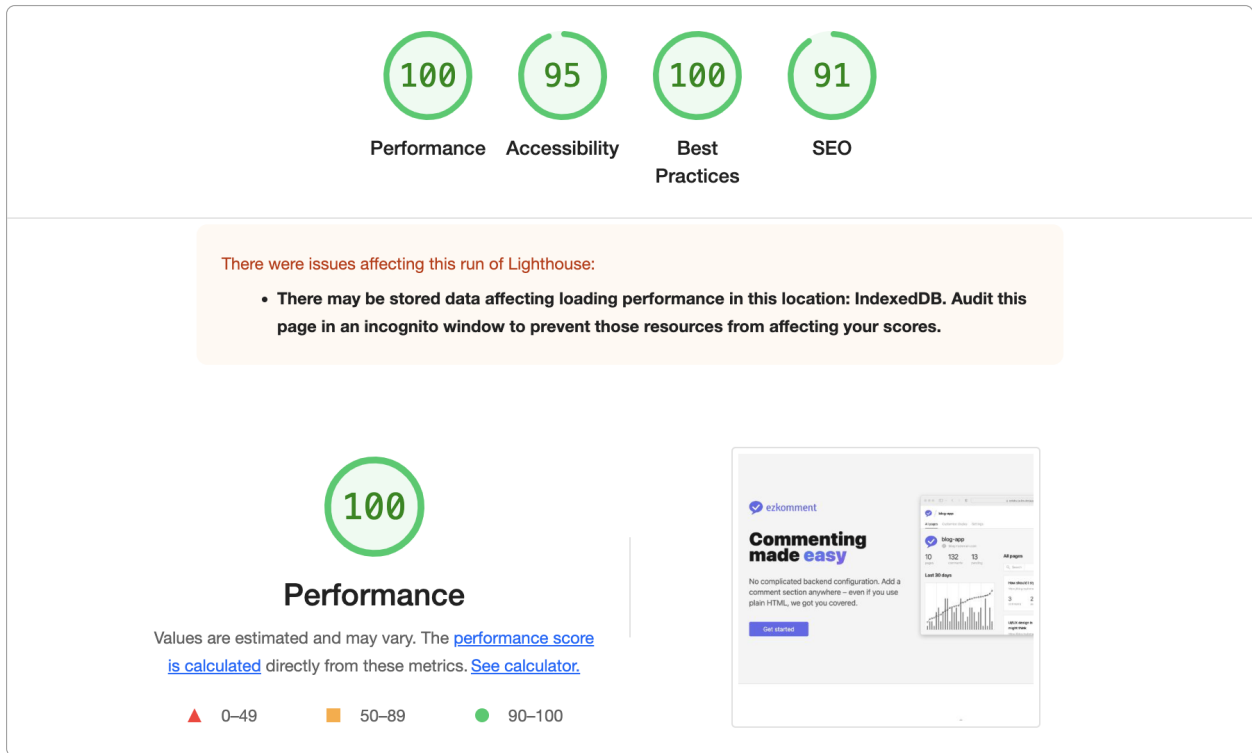 100
95
100
91
Performance
Accessibility
Best
Practices
SEO
There were issues affecting this run of Lighthouse:
• There may be stored data affecting loading performance in this location: IndexedDB. Audit this
page in an incognito window to prevent those resources from affecting your scores.
100
Performance
Values are estimated and may vary. The performance score
is calculated directly from these metrics. See calculator.
0–49
50–89
90–100
ezkomment
Commenting
made easy
No complicated backend configuration. Add a
comment section anywhere – even if you use
plain HTML, we got you covered.
Get started
blog-app
blog-app
10
132
13
Last 30 days
All pages